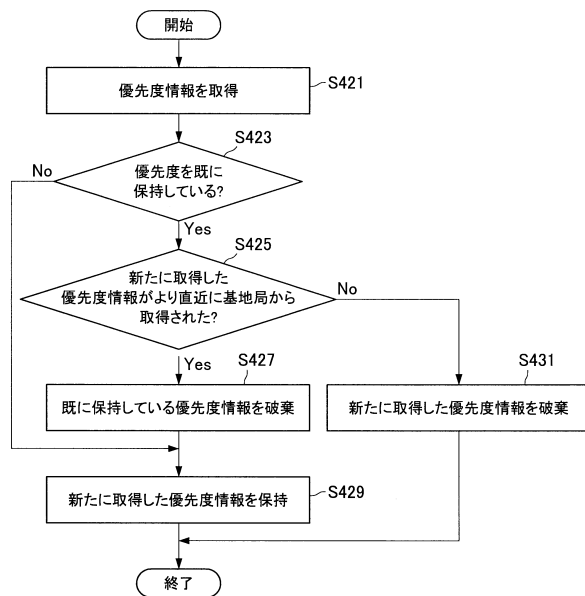 開始
優先度情報を取得
S421
S423
優先度を既に
保持している?
No
Yes
S425
新たに取得した
優先度情報がより直近に基地局から
取得された?
No
Yes
S427
既に保持している優先度情報を破棄
S431
新たに取得した優先度情報を破棄
新たに取得した優先度情報を保持
S429
終了